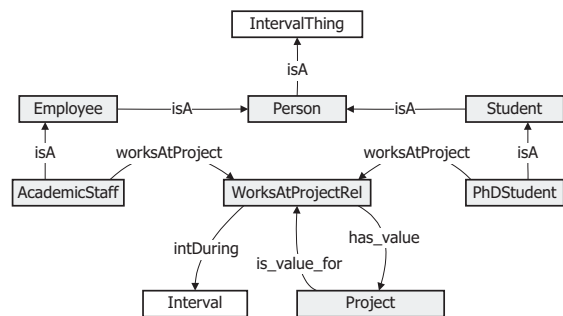 IntervalThing
isA
Employee isA Person isA Student
isA worksAtProject worksAtProject isA
AcademicStaff WorksAtProjectRel PhDStudent
intDuring is_value_for has_value
Interval Project